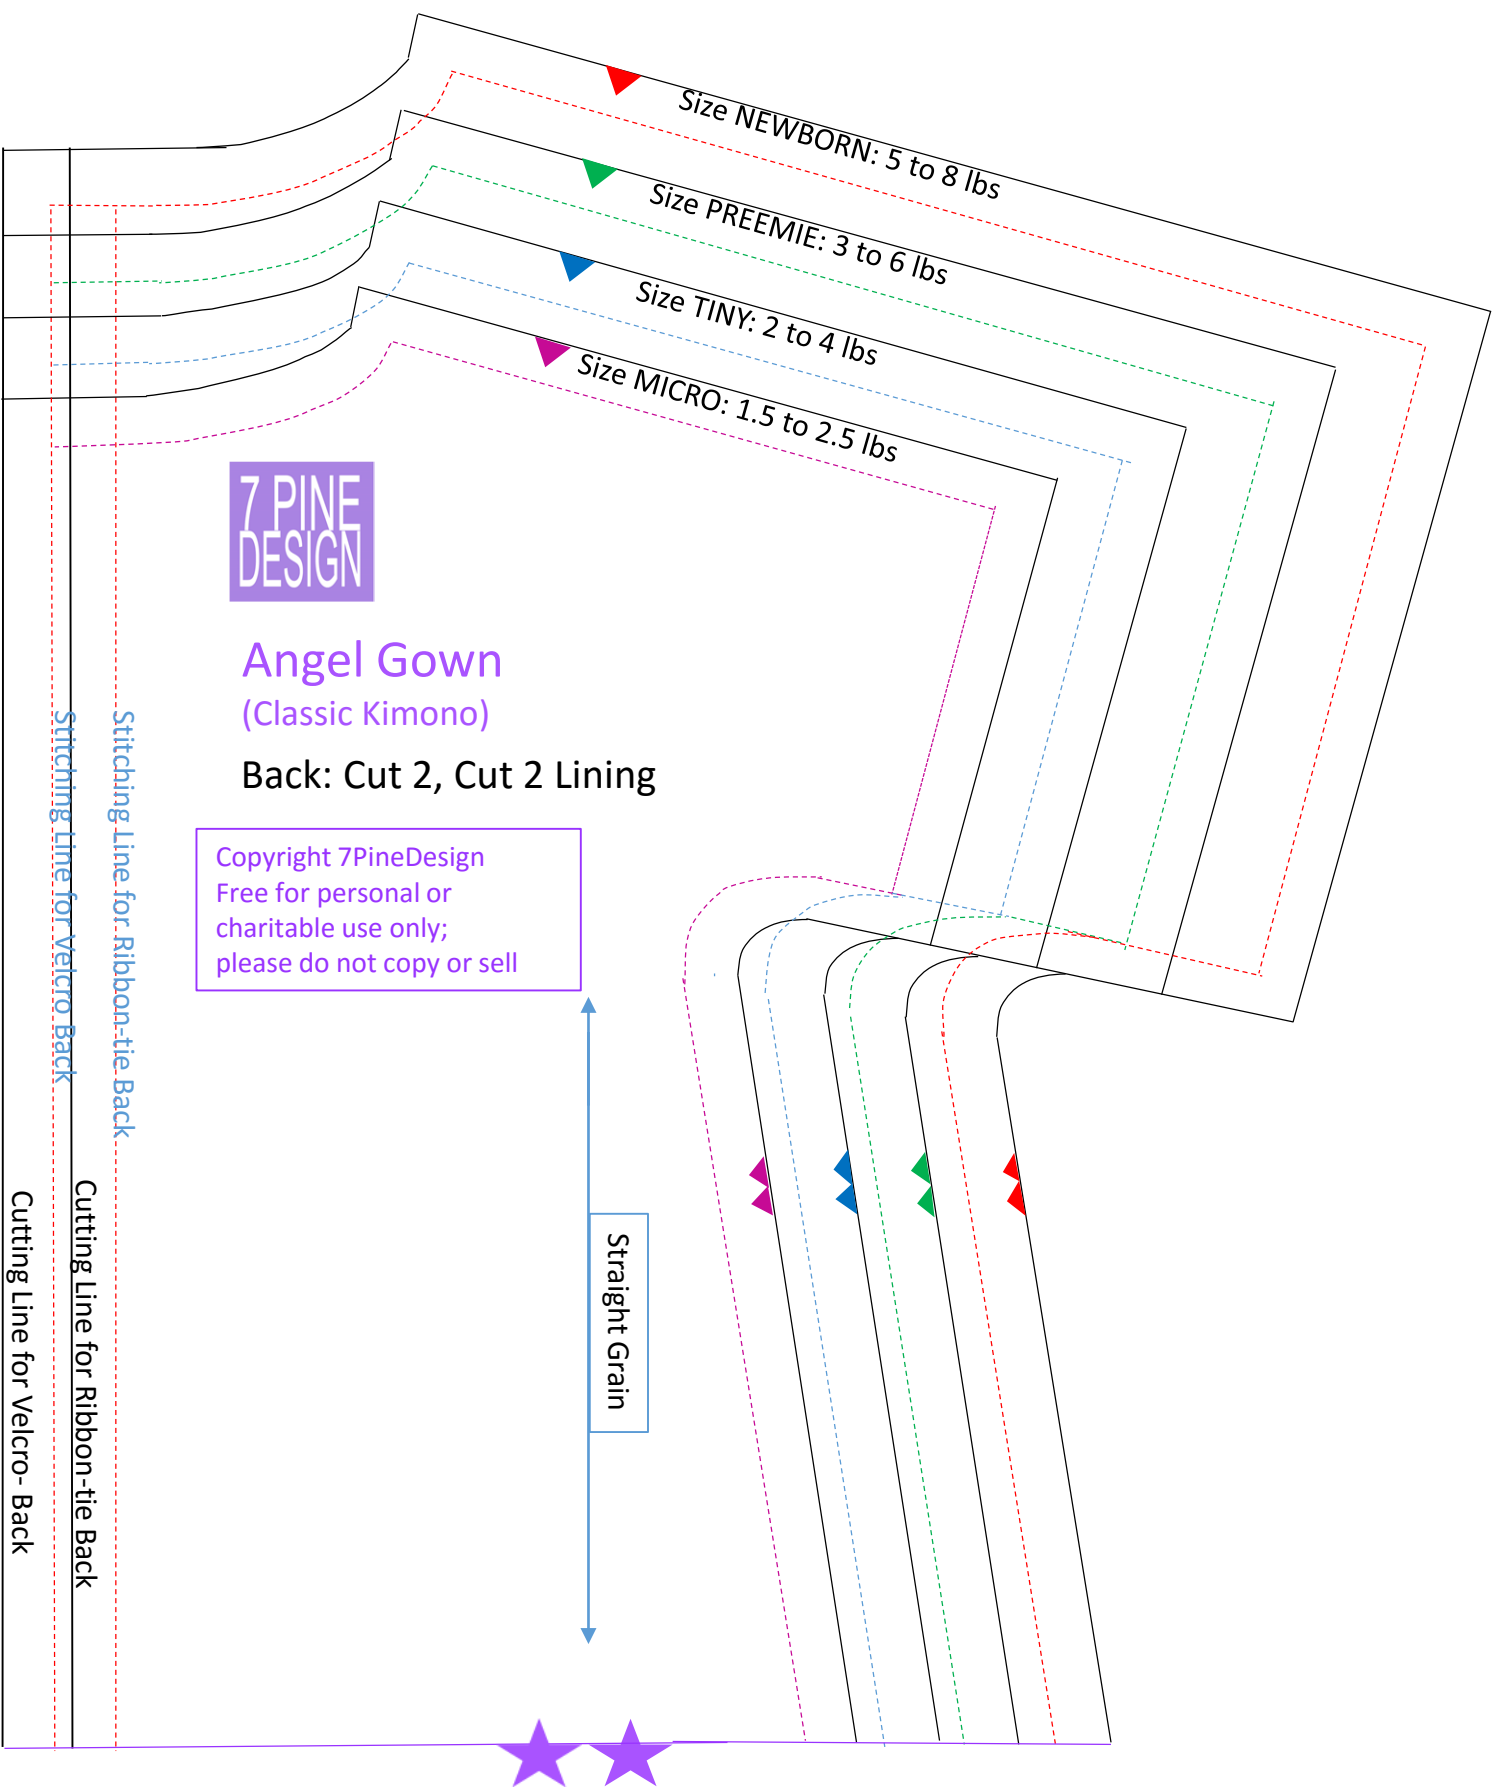 Size NEWBORN: 5 to 8 lbs
Size PREEMIE: 3 to 6 lbs
Size TINY: 2 to 4 lbs
Size MICRO: 1.5 to 2.5 lbs
7 PINE
DESIGN
Angel Gown
(Classic Kimono)
Back: Cut 2, Cut 2 Lining
Copyright 7PineDesign
Free for personal or
charitable use only;
please do not copy or sell
Stitching Line for Velcro Back
Stitching Line for Ribbon-tie Back
Cutting Line for Velcro- Back
Cutting Line for Ribbon-tie Back
Straight Grain